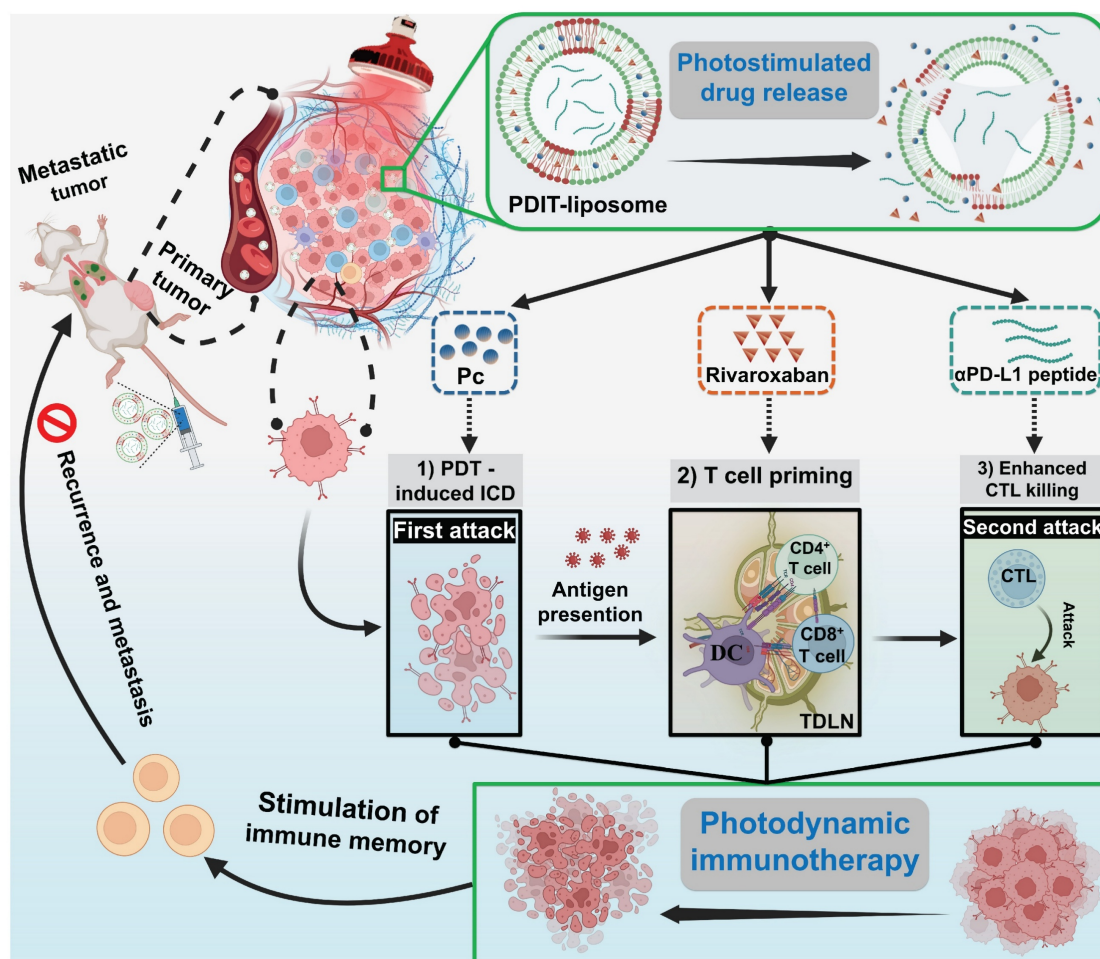 Photostimulated
drug release
PDIT-liposome
Metastatic
tumor
Primary
tumor
Pc
Rivaroxaban
αPD-L1 peptide
1) PDT -
induced ICD
2) T cell priming
3) Enhanced
CTL killing
First attack
Antigen
presention
CD4+
T cell
CD8+
T cell
DC
TDLN
Second attack
CTL
Attack
Recurrence and metastasis
Stimulation of
immune memory
Photodynamic
immunotherapy